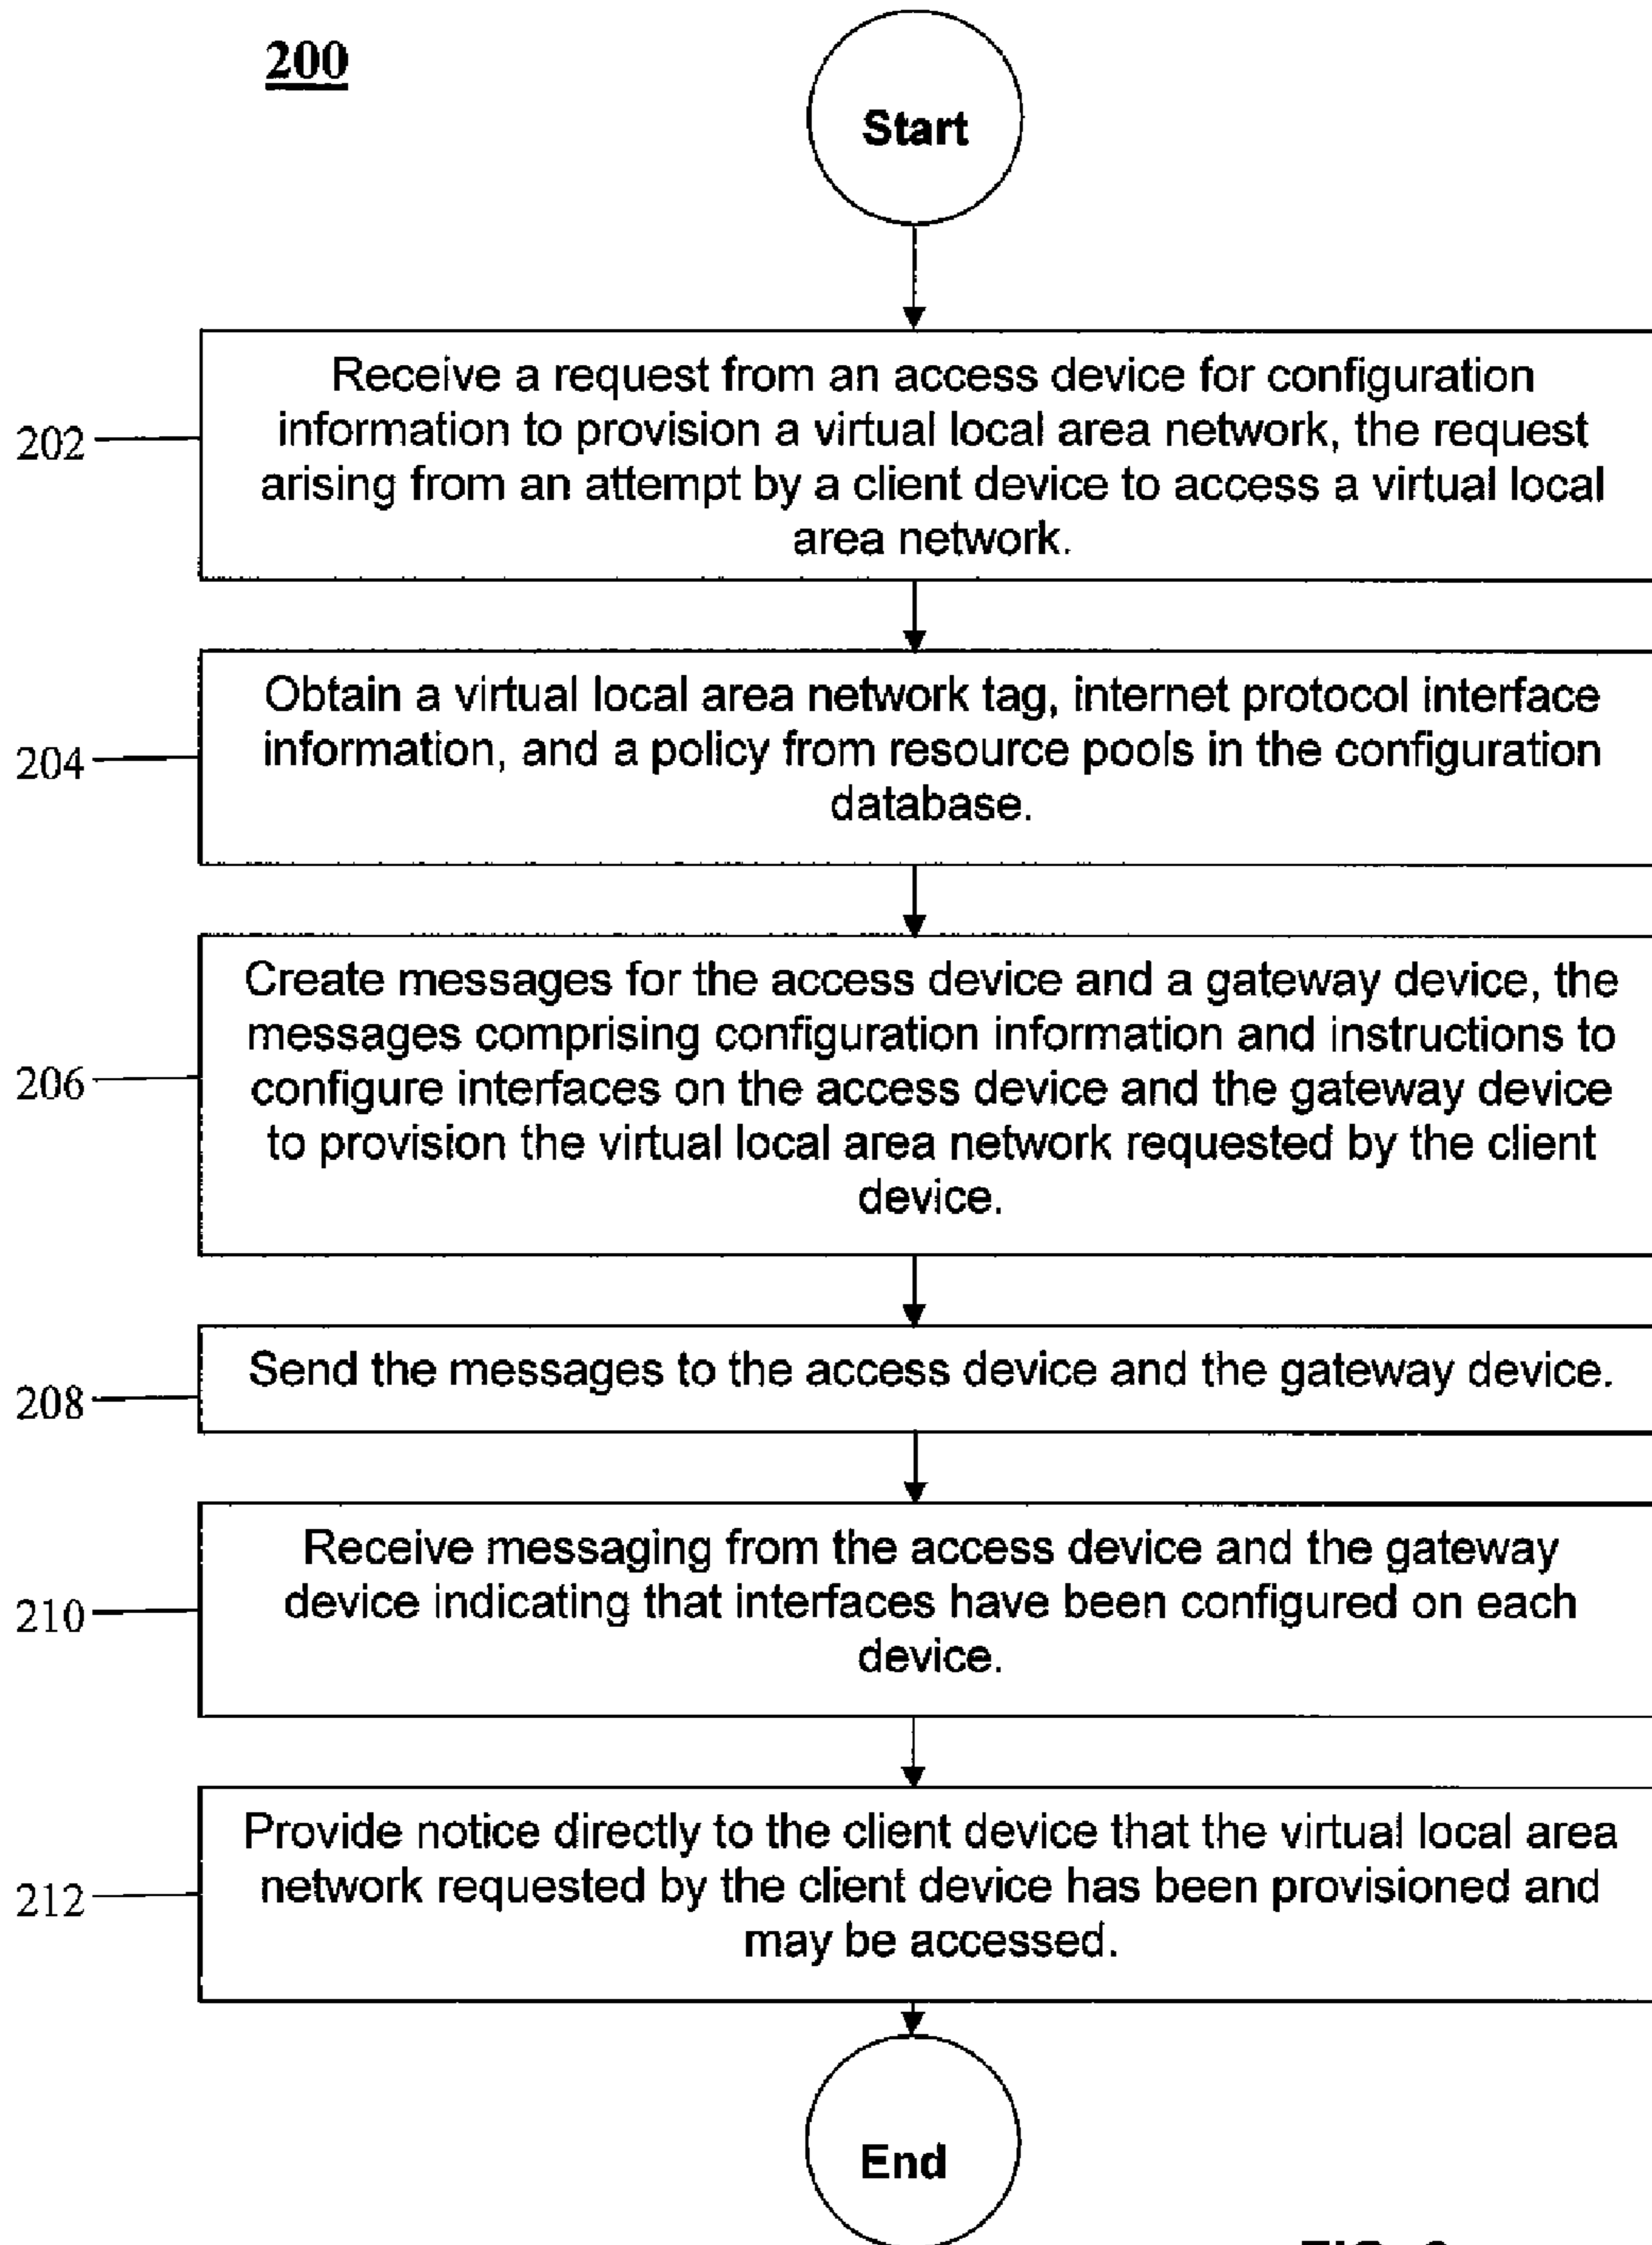 200
Start
202
Receive a request from an access device for configuration
information to provision a virtual local area network, the request
arising from an attempt by a client device to access a virtual local
area network.
204
Obtain a virtual local area network tag, internet protocol interface
information, and a policy from resource pools in the configuration
database.
206
Create messages for the access device and a gateway device, the
messages comprising configuration information and instructions to
configure interfaces on the access device and the gateway device
to provision the virtual local area network requested by the client
device.
208
Send the messages to the access device and the gateway device.
210
Receive messaging from the access device and the gateway
device indicating that interfaces have been configured on each
device.
212
Provide notice directly to the client device that the virtual local area
network requested by the client device has been provisioned and
may be accessed.
End